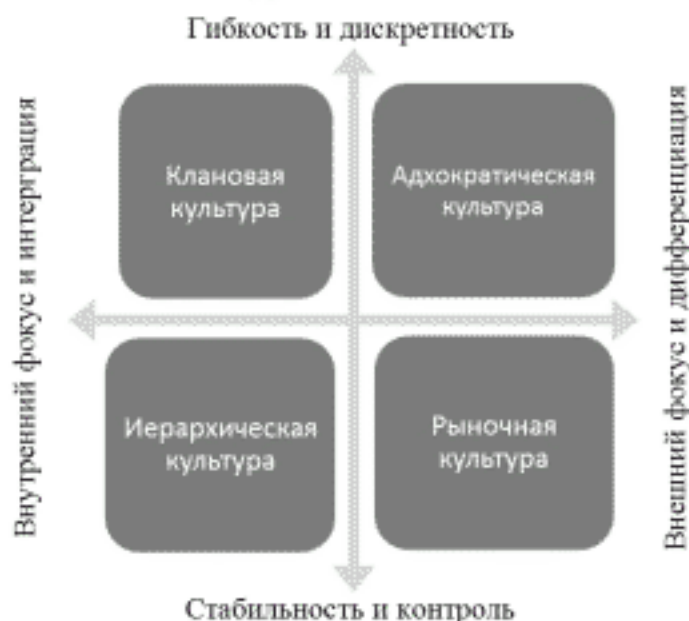 Гибкость и дискретность
Внутренний фокус и интерграция
Клановая
культура
Адхократическая
культура
Внешний фокус и дифференциация
Иерархическая
культура
Рыночная
культура
Стабильность и контроль